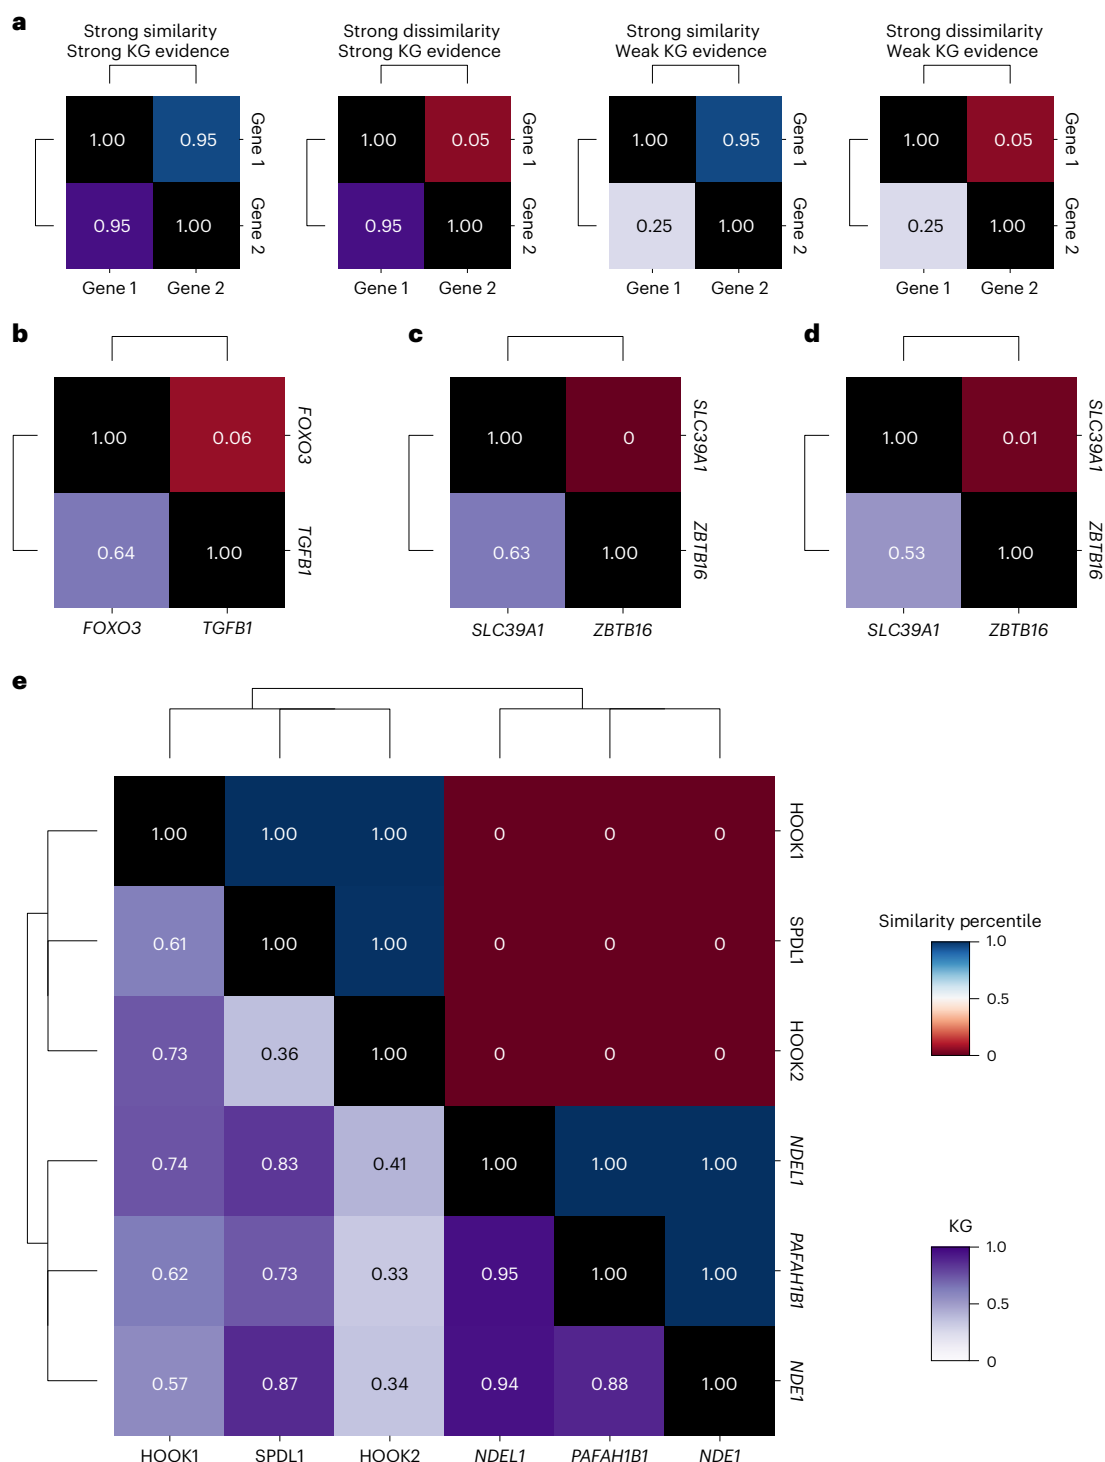 a
Strong similarity
Strong KG evidence
Strong dissimilarity
Strong KG evidence
Strong similarity
Weak KG evidence
Strong dissimilarity
Weak KG evidence
1.00 0.95 Gene 1
0.95 1.00 Gene 2
Gene 1 Gene 2
1.00 0.05 Gene 1
0.95 1.00 Gene 2
Gene 1 Gene 2
1.00 0.95 Gene 1
0.25 1.00 Gene 2
Gene 1 Gene 2
1.00 0.05 Gene 1
0.25 1.00 Gene 2
Gene 1 Gene 2
b
1.00 0.06 FOXO3
0.64 1.00 TGFB1
FOXO3 TGFB1
c
1.00 0 SLC39A1
0.63 1.00 ZBTB16
SLC39A1 ZBTB16
d
1.00 0.01 SLC39A1
0.53 1.00 ZBTB16
SLC39A1 ZBTB16
e
1.00 1.00 1.00 0 0 0 HOOK1
0.61 1.00 1.00 0 0 0 SPDL1
0.73 0.36 1.00 0 0 0 HOOK2
0.74 0.83 0.41 1.00 1.00 1.00 NDEL1
0.62 0.73 0.33 0.95 1.00 1.00 PAFAH1B1
0.57 0.87 0.34 0.94 0.88 1.00 NDE1
HOOK1 SPDL1 HOOK2 NDEL1 PAFAH1B1 NDE1
Similarity percentile
1.0
0.5
0
KG
1.0
0.5
0